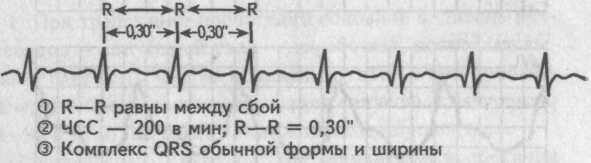 R R R
0,30" 0,30"
① R—R равны между сбой
② ЧСС — 200 в мин; R—R = 0,30"
③ Комплекс QRS обычной формы и ширины